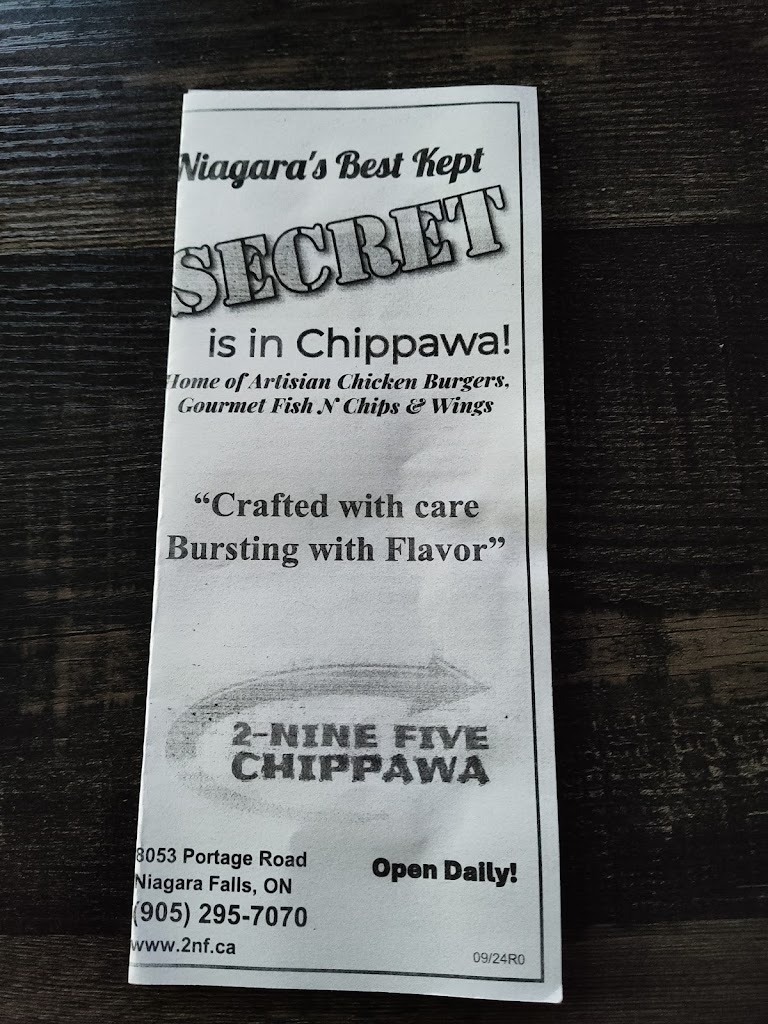 Niagara's Best Kept
SECRET
is in Chippawa!
Home of Artisian Chicken Burgers,
Gourmet Fish N' Chips & Wings
“Crafted with care
Bursting with Flavor”
2-NINE FIVE
CHIPPAWA
8053 Portage Road
Niagara Falls, ON
(905) 295-7070
www.2nf.ca
Open Daily!
09/24R0